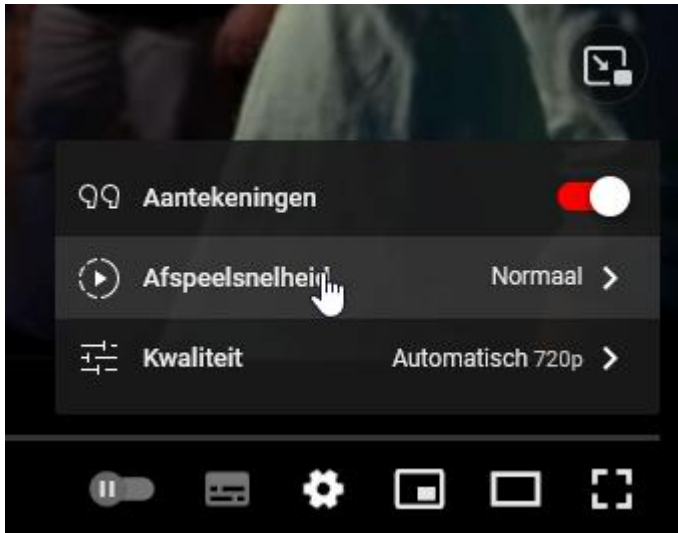 Aantekeningen
Afspeelsnelheid Normaal
Kwaliteit Automatisch 720p